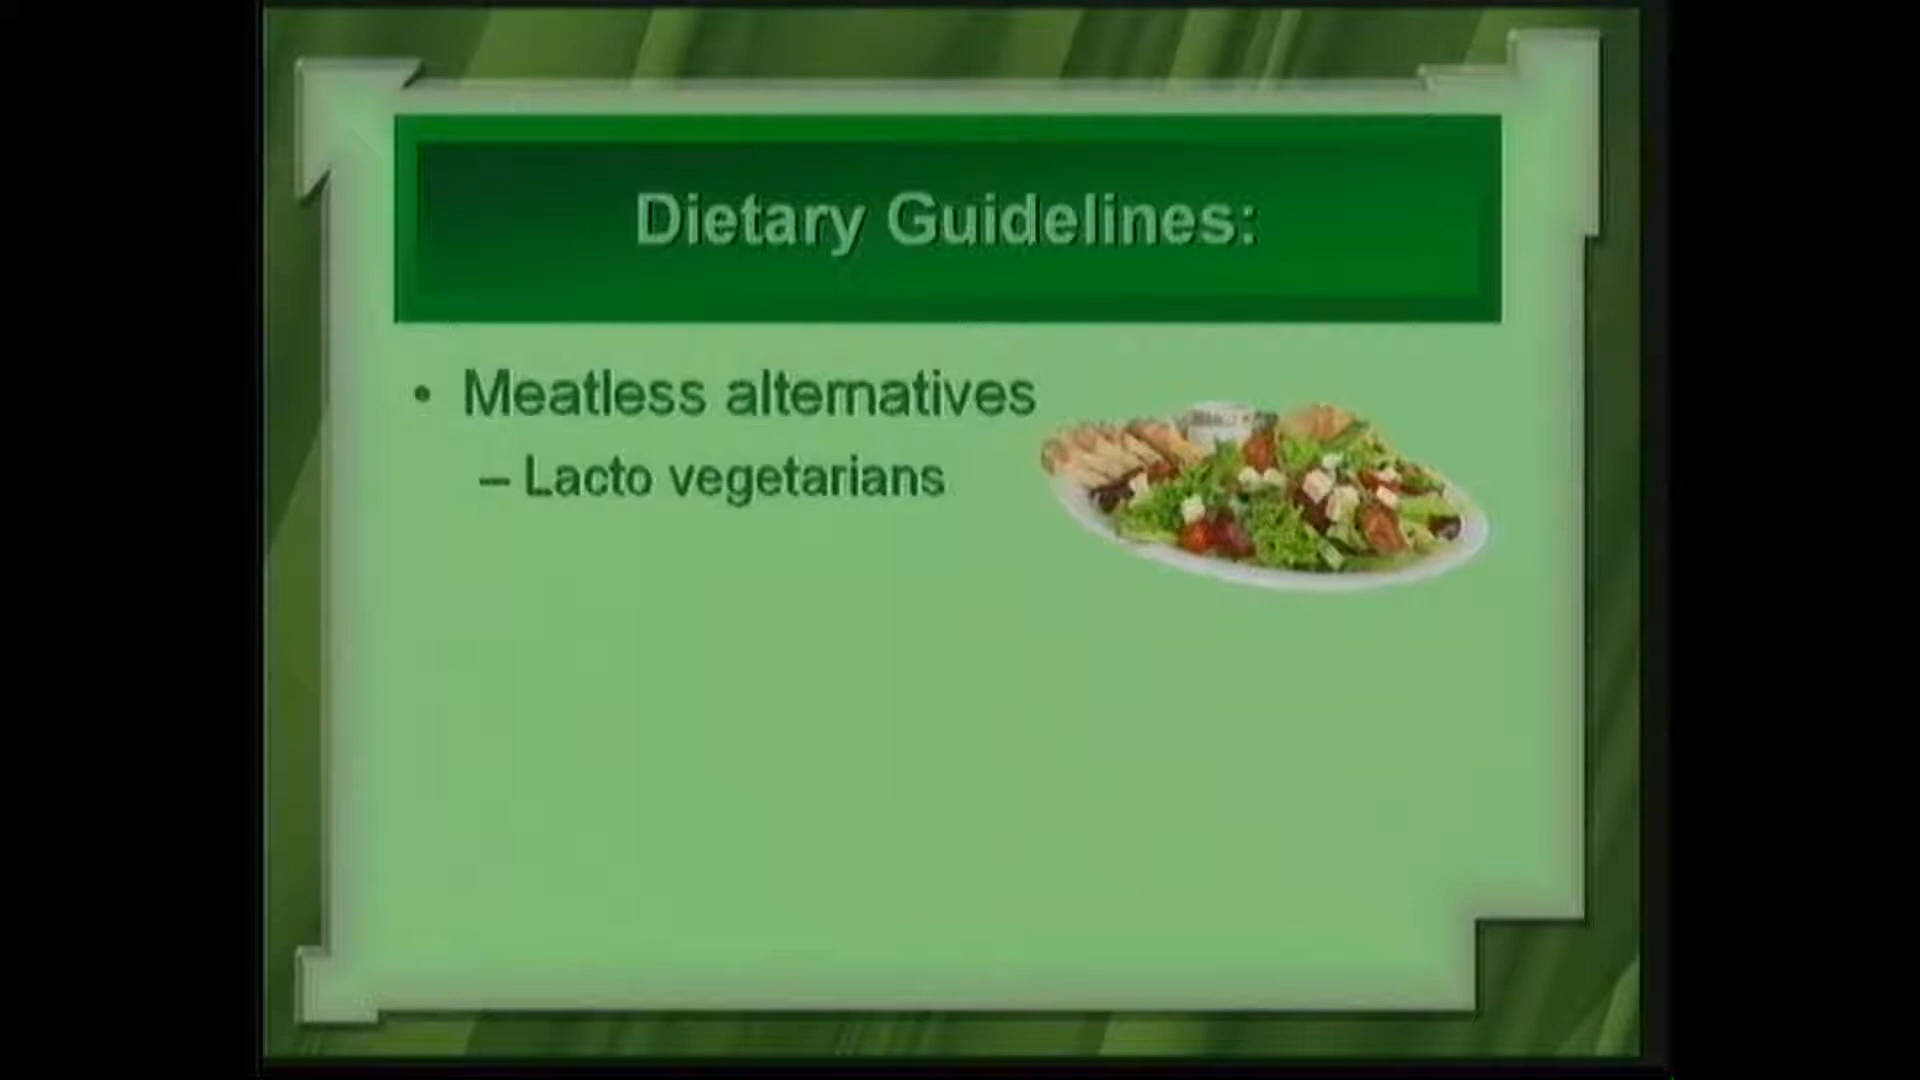 Dietary Guidelines:
• Meatless alternatives
– Lacto vegetarians